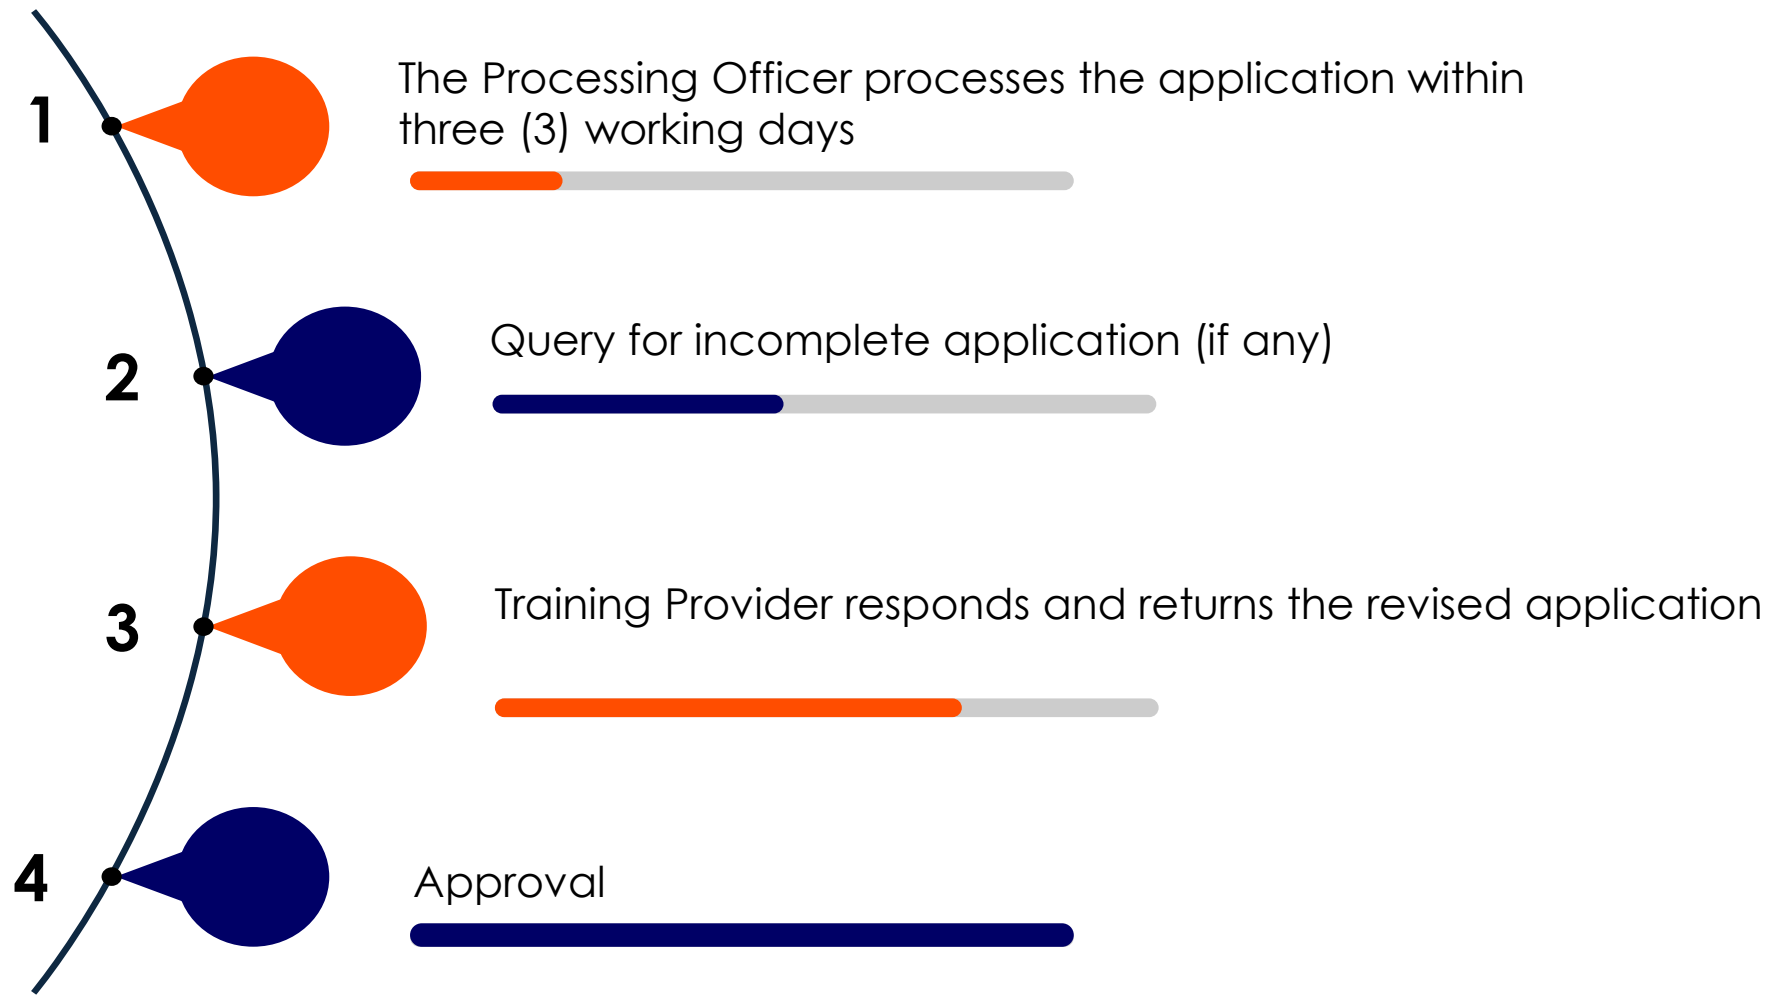 1
The Processing Officer processes the application within
three (3) working days
2
Query for incomplete application (if any)
3
Training Provider responds and returns the revised application
4
Approval